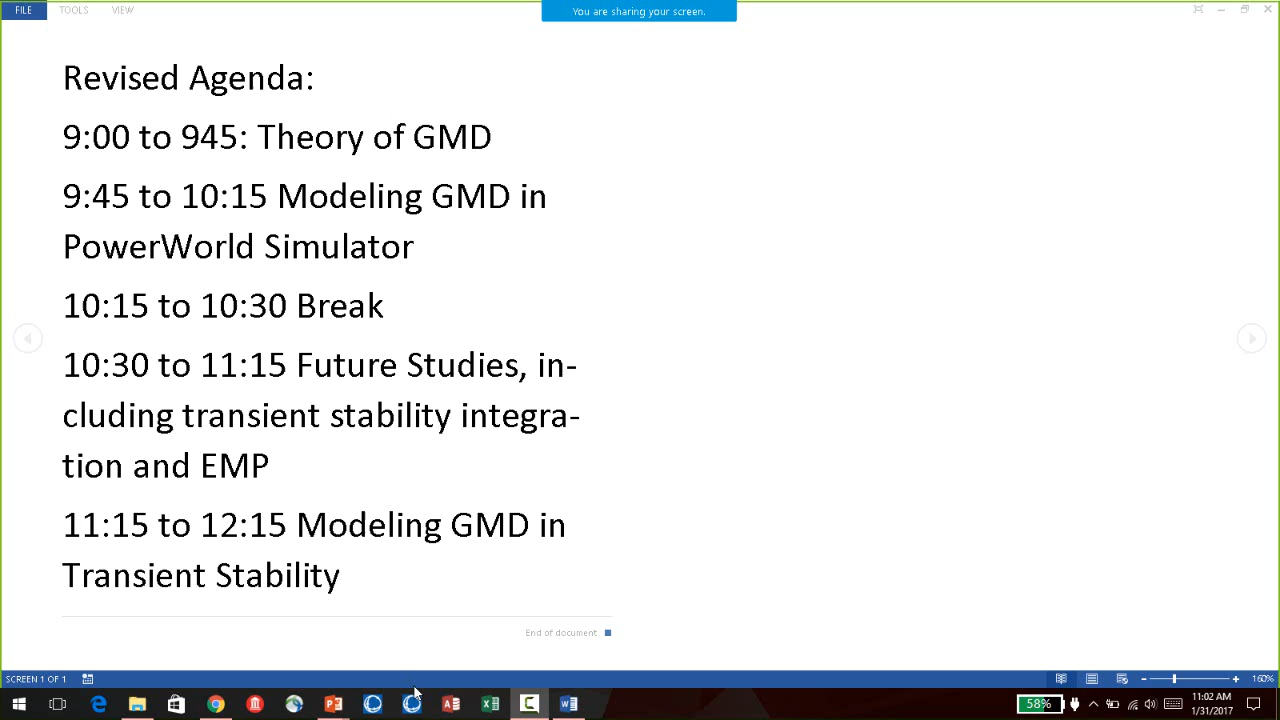 FILE TOOLS VIEW
You are sharing your screen.
Revised Agenda:
9:00 to 945: Theory of GMD
9:45 to 10:15 Modeling GMD in
PowerWorld Simulator
10:15 to 10:30 Break
10:30 to 11:15 Future Studies, in-
cluding transient stability integra-
tion and EMP
11:15 to 12:15 Modeling GMD in
Transient Stability
End of document
SCREEN 1 OF 1
160%
58%
11:02 AM
1/31/2017